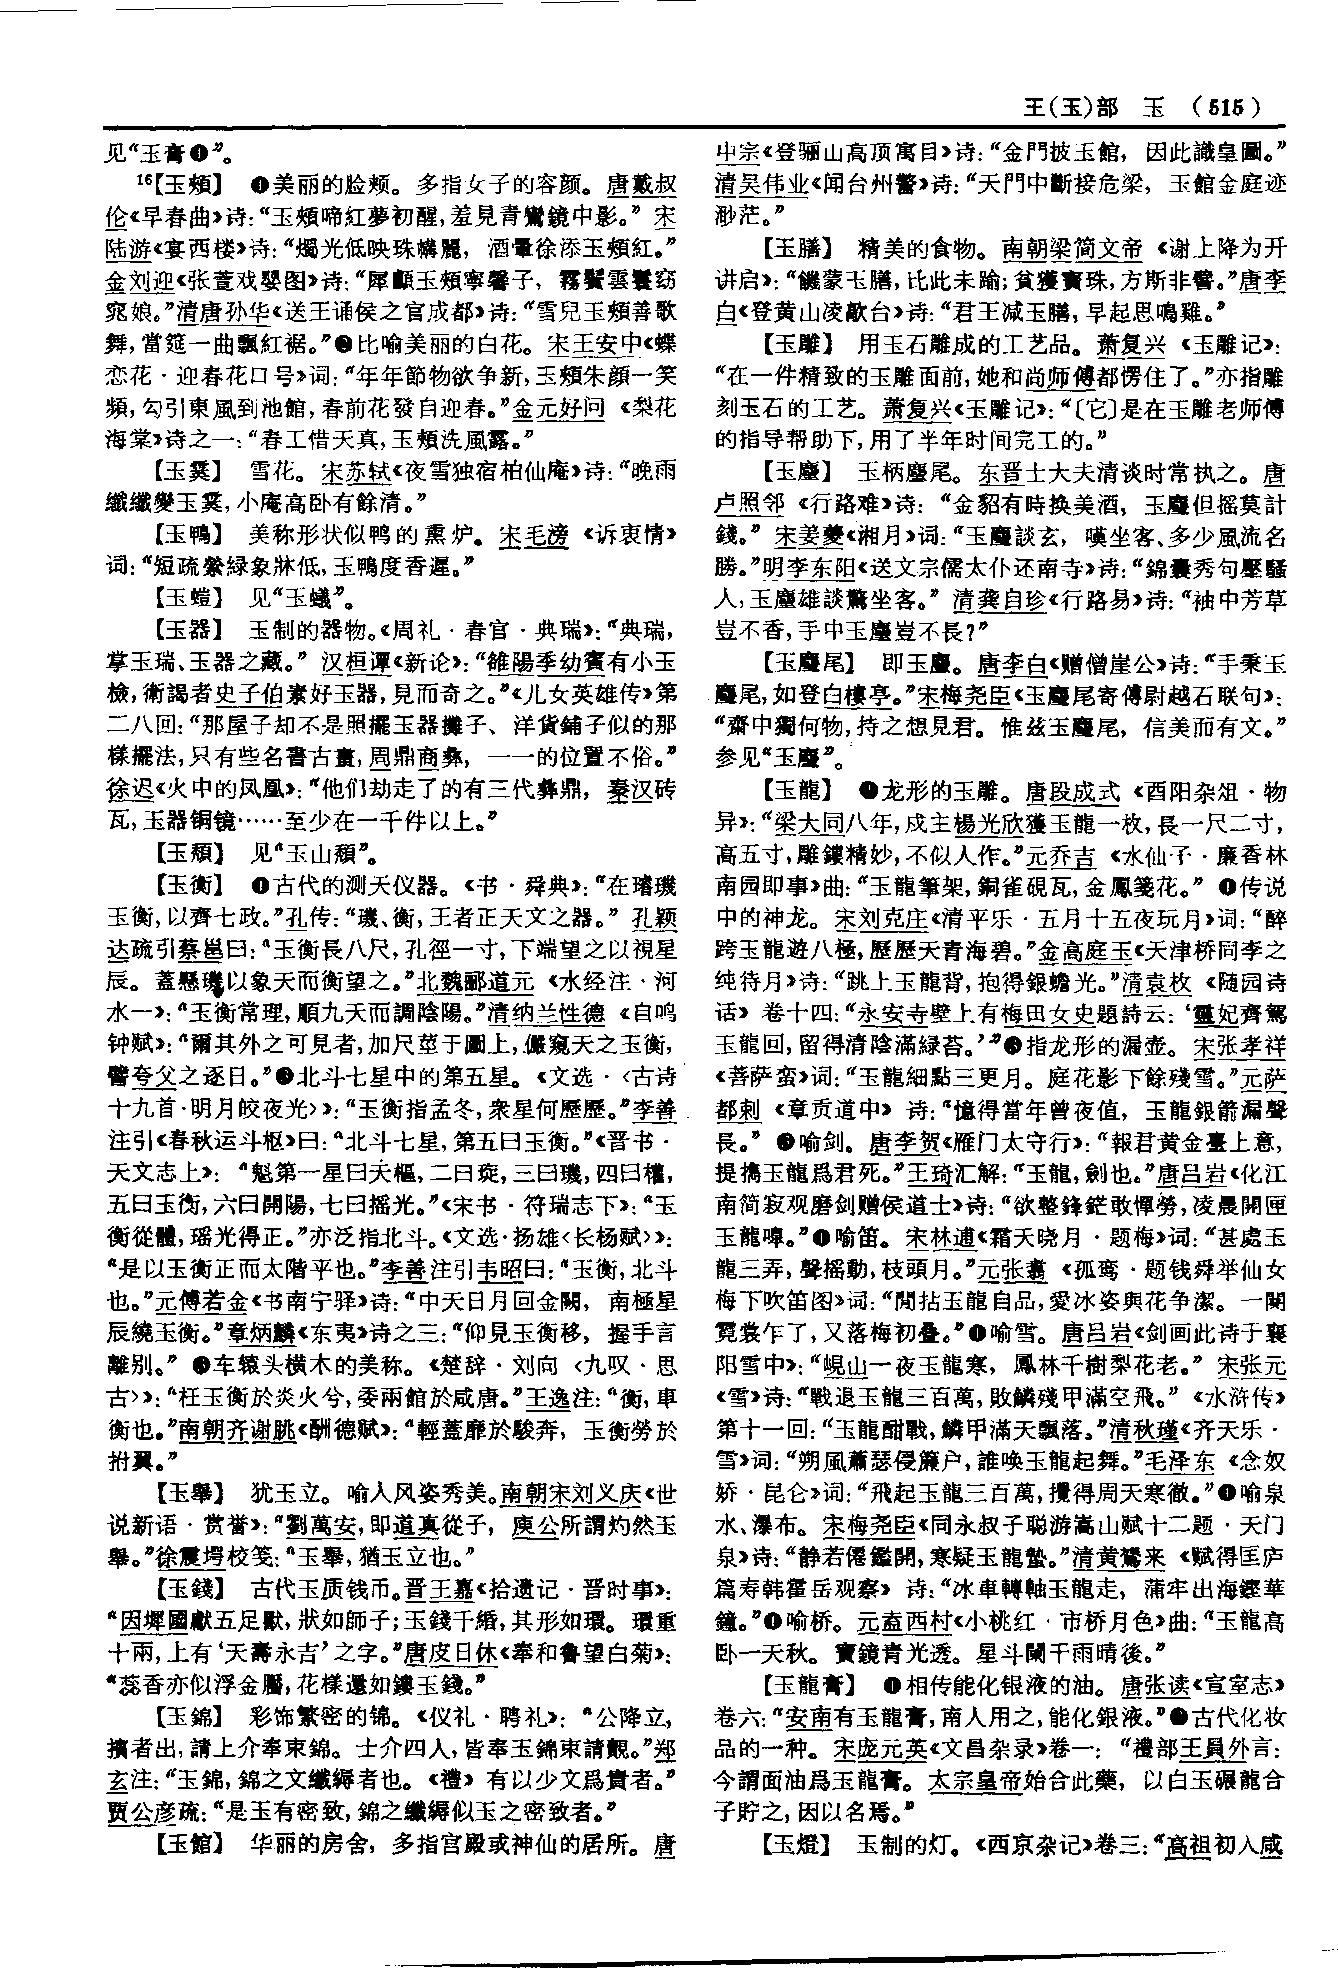 王(玉)部　玉　(515)
见“玉膏❶”。
16【玉頰】　❶美丽的脸颊。多指女子的容颜。唐戴叔
伦《早春曲》诗：“玉頰啼紅夢初醒，羞見青鸞鏡中影。”宋
陆游《宴西楼》诗：“燭光低映珠䍦麗，酒暈徐添玉頰紅。”
金刘迎《张萱戏婴图》诗：“犀顱玉頰寧馨子，霧鬢雲鬟窈
窕娘。”清唐孙华《送王诵侯之官成都》诗：“雪兒玉頰善歌
舞，當筵一曲飄紅裾。”❷比喻美丽的白花。宋王安中《蝶
恋花·迎春花口号》词：“年年節物欲争新，玉頰朱顔一笑
頻，勾引東風到池館，春前花發自迎春。”金元好问《梨花
海棠》诗之一：“春工惜天真，玉頰洗風露。”
【玉霙】　雪花。宋苏轼《夜雪独宿柏仙庵》诗：“晚雨
纖纖變玉霙，小庵高卧有餘清。”
【玉鴨】　美称形状似鸭的熏炉。宋毛滂《诉衷情》
词：“短疏縈緑象牀低，玉鴨度香遲。”
【玉螘】　见“玉蟻”。
【玉器】　玉制的器物。《周礼·春官·典瑞》：“典瑞，
掌玉瑞、玉器之藏。”汉桓谭《新论》：“雒陽季幼賓有小玉
檢，衛謁者史子伯素好玉器，見而奇之。”《儿女英雄传》第
二八回：“那屋子却不是照擺玉器攤子、洋貨鋪子似的那
樣擺法，只有些名書古畫，周鼎商彝，一一的位置不俗。”
徐迟《火中的凤凰》：“他们劫走了的有三代彝鼎，秦汉砖
瓦，玉器铜镜……至少在一千件以上。”
【玉頹】　见“玉山頹”。
【玉衡】　❶古代的测天仪器。《书·舜典》：“在璿璣
玉衡，以齊七政。”孔传：“璣、衡，王者正天文之器。”孔颖
达疏引蔡邕曰：“玉衡長八尺，孔徑一寸，下端望之以視星
辰。蓋懸璣以象天而衡望之。”北魏郦道元《水经注·河
水一》：“玉衡常理，順九天而調陰陽。”清纳兰性德《自鸣
钟赋》：“爾其外之可見者，加尺莖于圜上，儼窺天之玉衡，
譬夸父之逐日。”❷北斗七星中的第五星。《文选·〈古诗
十九首·明月皎夜光〉》：“玉衡指孟冬，衆星何歷歷。”李善
注引《春秋运斗枢》曰：“北斗七星，第五曰玉衡。”《晋书·
天文志上》：“魁第一星曰天樞，二曰琁，三曰璣，四曰權，
五曰玉衡，六曰開陽，七曰摇光。”《宋书·符瑞志下》：“玉
衡從體，瑶光得正。”亦泛指北斗。《文选·扬雄〈长杨赋〉》：
“是以玉衡正而太階平也。”李善注引韦昭曰：“玉衡，北斗
也。”元傅若金《书南宁驿》诗：“中天日月回金闕，南極星
辰繞玉衡。”章炳麟《东夷》诗之三：“仰見玉衡移，握手言
離别。”❸车辕头横木的美称。《楚辞·刘向〈九叹·思
古〉》：“枉玉衡於炎火兮，委兩館於咸唐。”王逸注：“衡，車
衡也。”南朝齐谢朓《酬德赋》：“輕蓋靡於駿奔，玉衡勞於
拊翼。”
【玉舉】　犹玉立。喻人风姿秀美。南朝宋刘义庆《世
说新语·赏誉》：“劉萬安，即道真從子，庾公所謂灼然玉
舉。”徐震堮校笺：“玉舉，猶玉立也。”
【玉錢】　古代玉质钱币。晋王嘉《拾遗记·晋时事》：
“因墀國獻五足獸，狀如師子；玉錢千緡，其形如環。環重
十兩，上有‘天壽永吉’之字。”唐皮日休《奉和鲁望白菊》：
“蕊香亦似浮金靨，花樣還如鏤玉錢。”
【玉錦】　彩饰繁密的锦。《仪礼·聘礼》：“公降立，
擯者出，請上介奉束錦。士介四人，皆奉玉錦束請覿。”郑
玄注：“玉錦，錦之文纖縟者也。《禮》有以少文爲貴者。”
贾公彦疏：“是玉有密致，錦之纖縟似玉之密致者。”
【玉館】　华丽的房舍，多指宫殿或神仙的居所。唐
中宗《登骊山高顶寓目》诗：“金門披玉館，因此識皇圖。”
清吴伟业《闻台州警》诗：“天門中斷接危梁，玉館金庭迹
渺茫。”
【玉膳】　精美的食物。南朝梁简文帝《谢上降为开
讲启》：“饑蒙玉膳，比此未踰；貧獲寶珠，方斯非譬。”唐李
白《登黄山凌歊台》诗：“君王减玉膳，早起思鳴雞。”
【玉雕】　用玉石雕成的工艺品。萧复兴《玉雕记》：
“在一件精致的玉雕面前，她和尚师傅都愣住了。”亦指雕
刻玉石的工艺。萧复兴《玉雕记》：“〔它〕是在玉雕老师傅
的指导帮助下，用了半年时间完工的。”
【玉麈】　玉柄麈尾。东晋士大夫清谈时常执之。唐
卢照邻《行路难》诗：“金貂有時换美酒，玉麈但摇莫計
錢。”宋姜夔《湘月》词：“玉麈談玄，嘆坐客、多少風流名
勝。”明李东阳《送文宗儒太仆还南寺》诗：“錦囊秀句壓騷
人，玉麈雄談驚坐客。”清龚自珍《行路易》诗：“袖中芳草
豈不香，手中玉麈豈不長？”
【玉麈尾】　即玉麈。唐李白《赠僧崖公》诗：“手秉玉
麈尾，如登白樓亭。”宋梅尧臣《玉麈尾寄傅尉越石联句》：
“齋中獨何物，持之想見君。惟兹玉麈尾，信美而有文。”
参见“玉麈”。
【玉龍】　❶龙形的玉雕。唐段成式《酉阳杂俎·物
异》：“梁大同八年，戍主楊光欣獲玉龍一枚，長一尺二寸，
高五寸，雕鏤精妙，不似人作。”元乔吉《水仙子·廉香林
南园即事》曲：“玉龍筆架，銅雀硯瓦，金鳳箋花。”❷传说
中的神龙。宋刘克庄《清平乐·五月十五夜玩月》词：“醉
跨玉龍遊八極，歷歷天青海碧。”金高庭玉《天津桥同李之
纯待月》诗：“跳上玉龍背，抱得銀蟾光。”清袁枚《随园诗
话》卷十四：“永安寺壁上有梅田女史題詩云：‘靈妃齊駕
玉龍回，留得清陰滿緑苔。’”❸指龙形的漏壶。宋张孝祥
《菩萨蛮》词：“玉龍細點三更月。庭花影下餘殘雪。”元萨
都剌《章贡道中》诗：“憶得當年曾夜值，玉龍銀箭漏聲
長。”❹喻剑。唐李贺《雁门太守行》：“報君黄金臺上意，
提攜玉龍爲君死。”王琦汇解：“玉龍，劍也。”唐吕岩《化江
南简寂观磨剑赠侯道士》诗：“欲整鋒鋩敢憚勞，凌晨開匣
玉龍嘷。”❺喻笛。宋林逋《霜天晓月·题梅》词：“甚處玉
龍三弄，聲摇動，枝頭月。”元张翥《孤鸾·题钱舜举仙女
梅下吹笛图》词：“閒拈玉龍自品，愛冰姿與花争潔。一闋
霓裳乍了，又落梅初疊。”❻喻雪。唐吕岩《剑画此诗于襄
阳雪中》：“峴山一夜玉龍寒，鳳林千樹梨花老。”宋张元
《雪》诗：“戰退玉龍三百萬，敗鱗殘甲滿空飛。”《水浒传》
第十一回：“玉龍酣戰，鱗甲滿天飄落。”清秋瑾《齐天乐·
雪》词：“朔風蕭瑟侵簾户，誰唤玉龍起舞。”毛泽东《念奴
娇·昆仑》词：“飛起玉龍三百萬，攪得周天寒徹。”❼喻泉
水、瀑布。宋梅尧臣《同永叔子聪游嵩山赋十二题·天门
泉》诗：“静若僊鑑開，寒疑玉龍蟄。”清黄鷟来《赋得匡庐
篇寿韩霍岳观察》诗：“冰車轉軸玉龍走，蒲牢出海鏗華
鐘。”❽喻桥。元盍西村《小桃红·市桥月色》曲：“玉龍高
卧一天秋。寶鏡青光透。星斗闌干雨晴後。”
【玉龍膏】　❶相传能化银液的油。唐张读《宣室志》
卷六：“安南有玉龍膏，南人用之，能化銀液。”❷古代化妆
品的一种。宋庞元英《文昌杂录》卷一：“禮部王員外言：
今謂面油爲玉龍膏。太宗皇帝始合此藥，以白玉碾龍合
子貯之，因以名焉。”
【玉燈】　玉制的灯。《西京杂记》卷三：“高祖初入咸